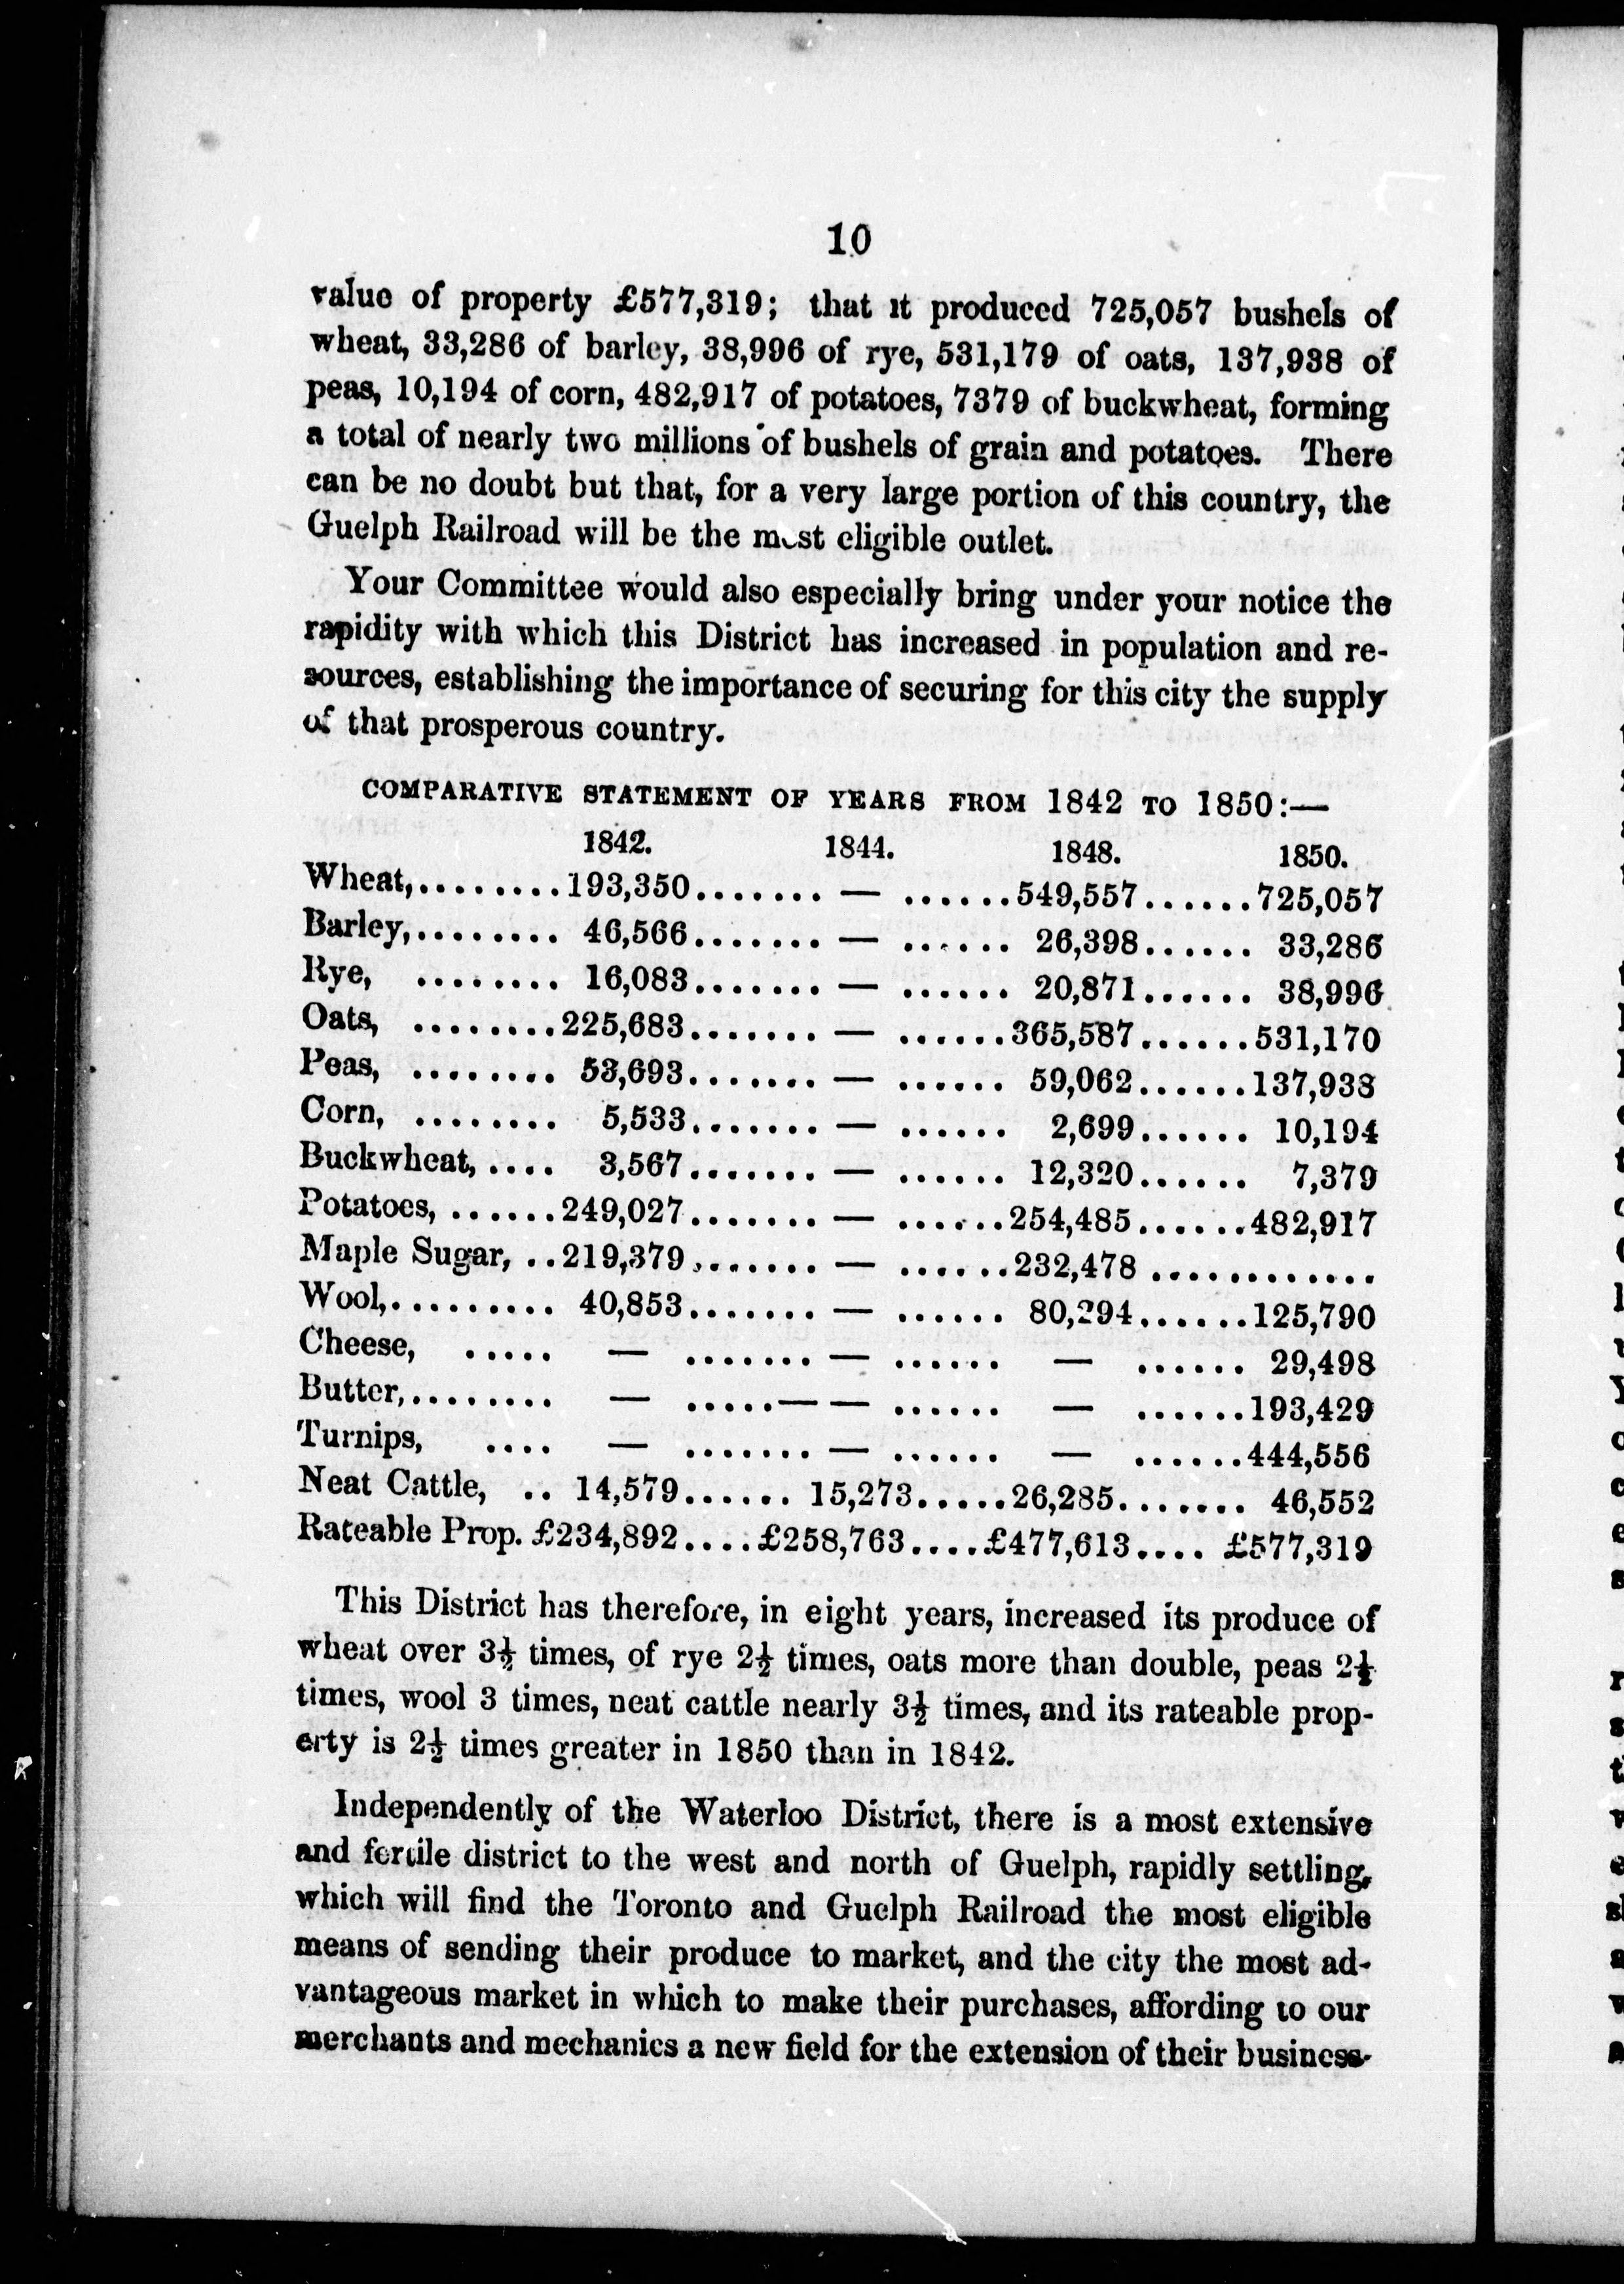 10
value of property £577,319; that it produced 725,057 bushels of
wheat, 33,286 of barley, 38,996 of rye, 531,179 of oats, 137,938 of
peas, 10,194 of corn, 482,917 of potatoes, 7379 of buckwheat, forming
a total of nearly two millions of bushels of grain and potatoes. There
can be no doubt but that, for a very large portion of this country, the
Guelph Railroad will be the most eligible outlet.
Your Committee would also especially bring under your notice the
rapidity with which this District has increased in population and re-
sources, establishing the importance of securing for this city the supply
of that prosperous country.
COMPARATIVE STATEMENT OF YEARS FROM 1842 TO 1850:—
1842. 1844. 1848. 1850.
Wheat,........193,350....... — ......549,557......725,057
Barley,........ 46,566....... — ...... 26,398...... 33,286
Rye, ........ 16,083....... — ...... 20,871...... 38,996
Oats, ........225,683....... — ......365,587......531,170
Peas, ........ 53,693....... — ...... 59,062......137,938
Corn, ........ 5,533....... — ...... 2,699...... 10,194
Buckwheat, .... 3,567....... — ...... 12,320...... 7,379
Potatoes, ......249,027....... — ......254,485......482,917
Maple Sugar, ..219,379....... — ......232,478 ............
Wool,......... 40,853....... — ...... 80,294......125,790
Cheese, ..... — ....... — ...... — ...... 29,498
Butter,........ — .....— — ...... — ......193,429
Turnips, .... — ....... — ...... — ......444,556
Neat Cattle, .. 14,579...... 15,273.....26,285....... 46,552
Rateable Prop. £234,892....£258,763....£477,613.... £577,319
This District has therefore, in eight years, increased its produce of
wheat over 3½ times, of rye 2½ times, oats more than double, peas 2½
times, wool 3 times, neat cattle nearly 3½ times, and its rateable prop-
erty is 2½ times greater in 1850 than in 1842.
Independently of the Waterloo District, there is a most extensive
and fertile district to the west and north of Guelph, rapidly settling,
which will find the Toronto and Guelph Railroad the most eligible
means of sending their produce to market, and the city the most ad-
vantageous market in which to make their purchases, affording to our
merchants and mechanics a new field for the extension of their business.